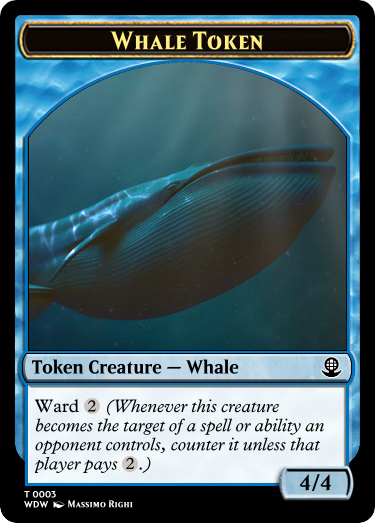 WHALE TOKEN
Token Creature — Whale
Ward 2 (Whenever this creature
becomes the target of a spell or ability an
opponent controls, counter it unless that
player pays 2.)
4/4
T 0003
WDW Massimo Righi